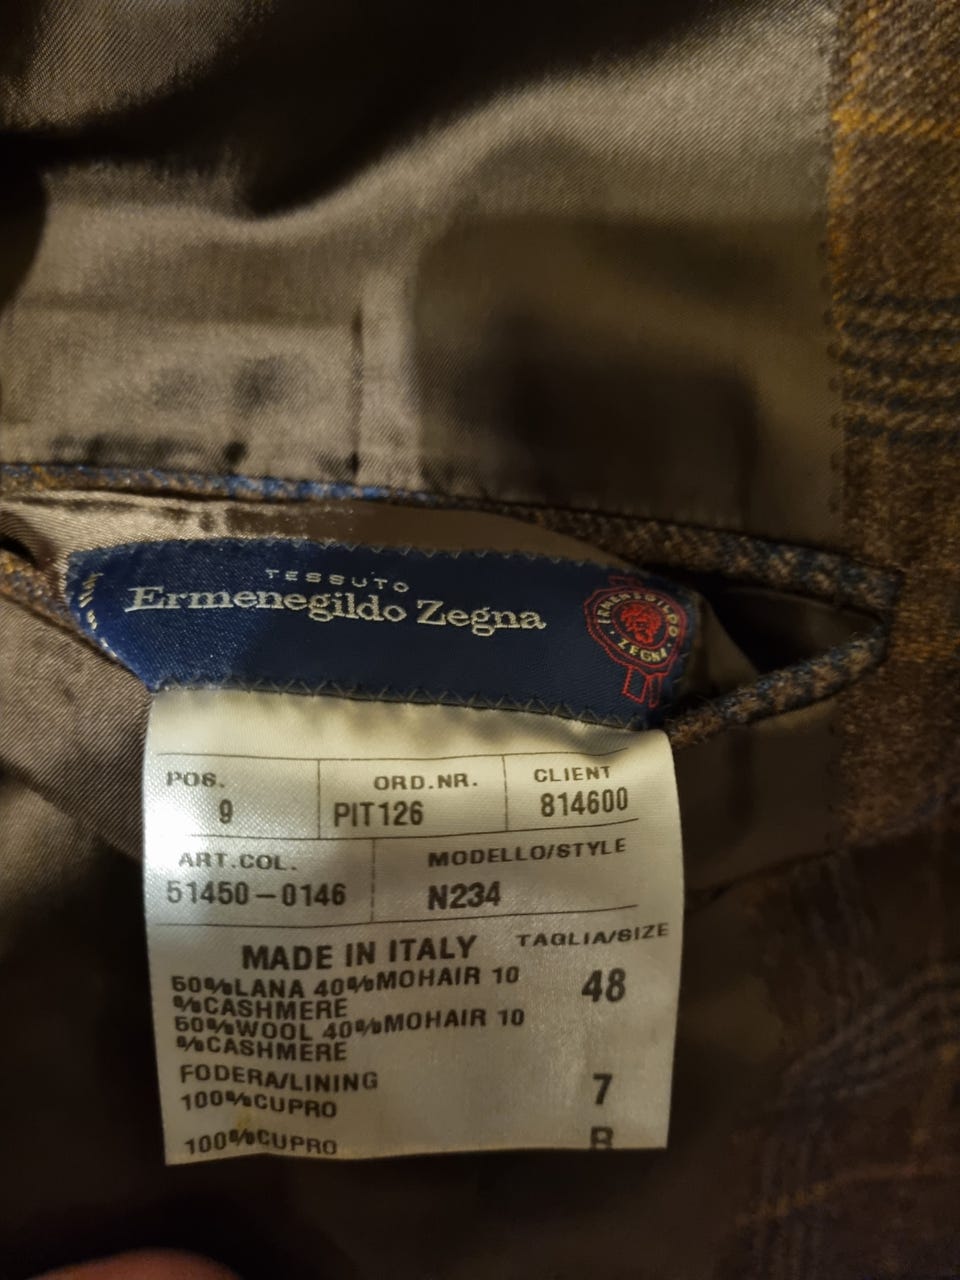 TESSUTO
Ermenegildo Zegna
ERMENEGILDO
ZEGNA
POS. ORD.NR. CLIENT
9 PIT126 814600
ART.COL. MODELLO/STYLE
51450-0146 N234
MADE IN ITALY TAGLIA/SIZE
50%LANA 40%MOHAIR 10 48
%CASHMERE
50%WOOL 40%MOHAIR 10
%CASHMERE
FODERA/LINING 7
100%CUPRO
100%CUPRO R